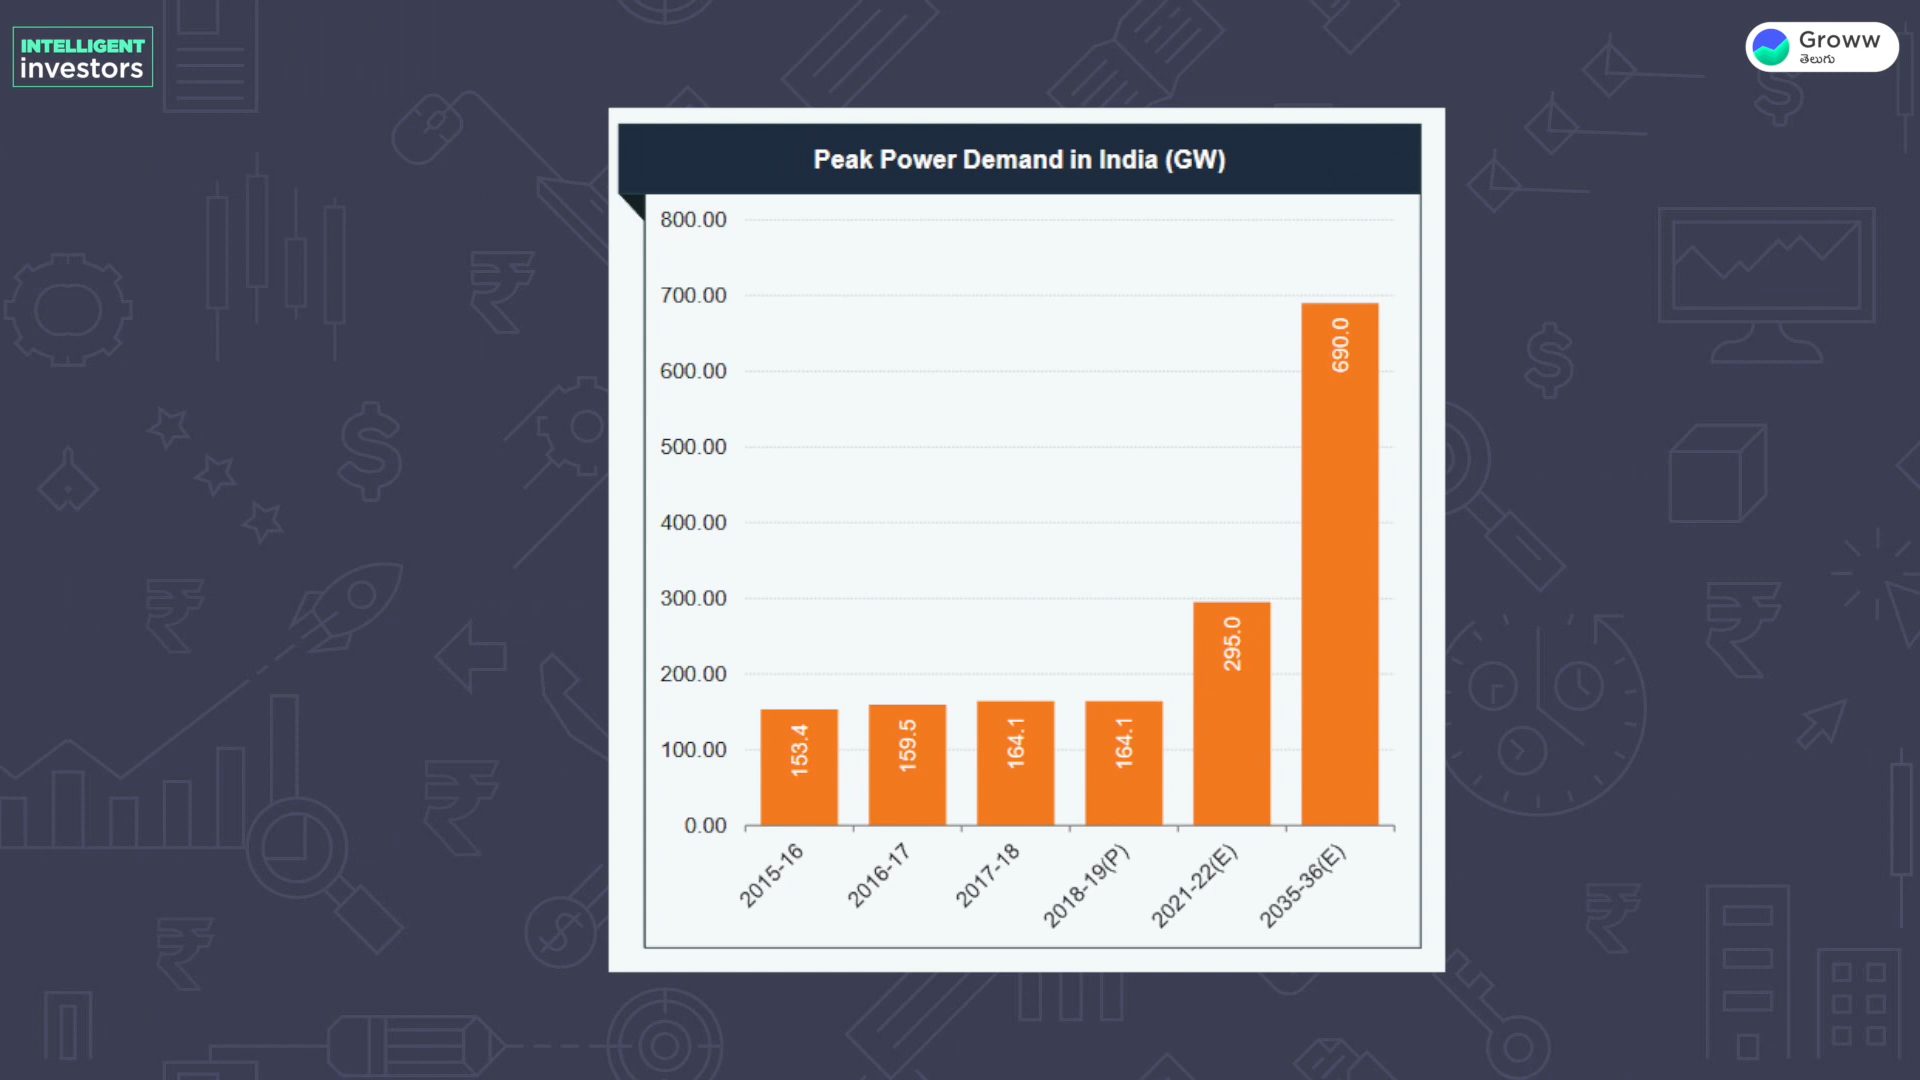 INTELLIGENT
investors
Groww
తెలుగు
Peak Power Demand in India (GW)
800.00
700.00
600.00
500.00
400.00
300.00
200.00
100.00
0.00
153.4
159.5
164.1
164.1
295.0
690.0
2015-16
2016-17
2017-18
2018-19(P)
2021-22(E)
2035-36(E)